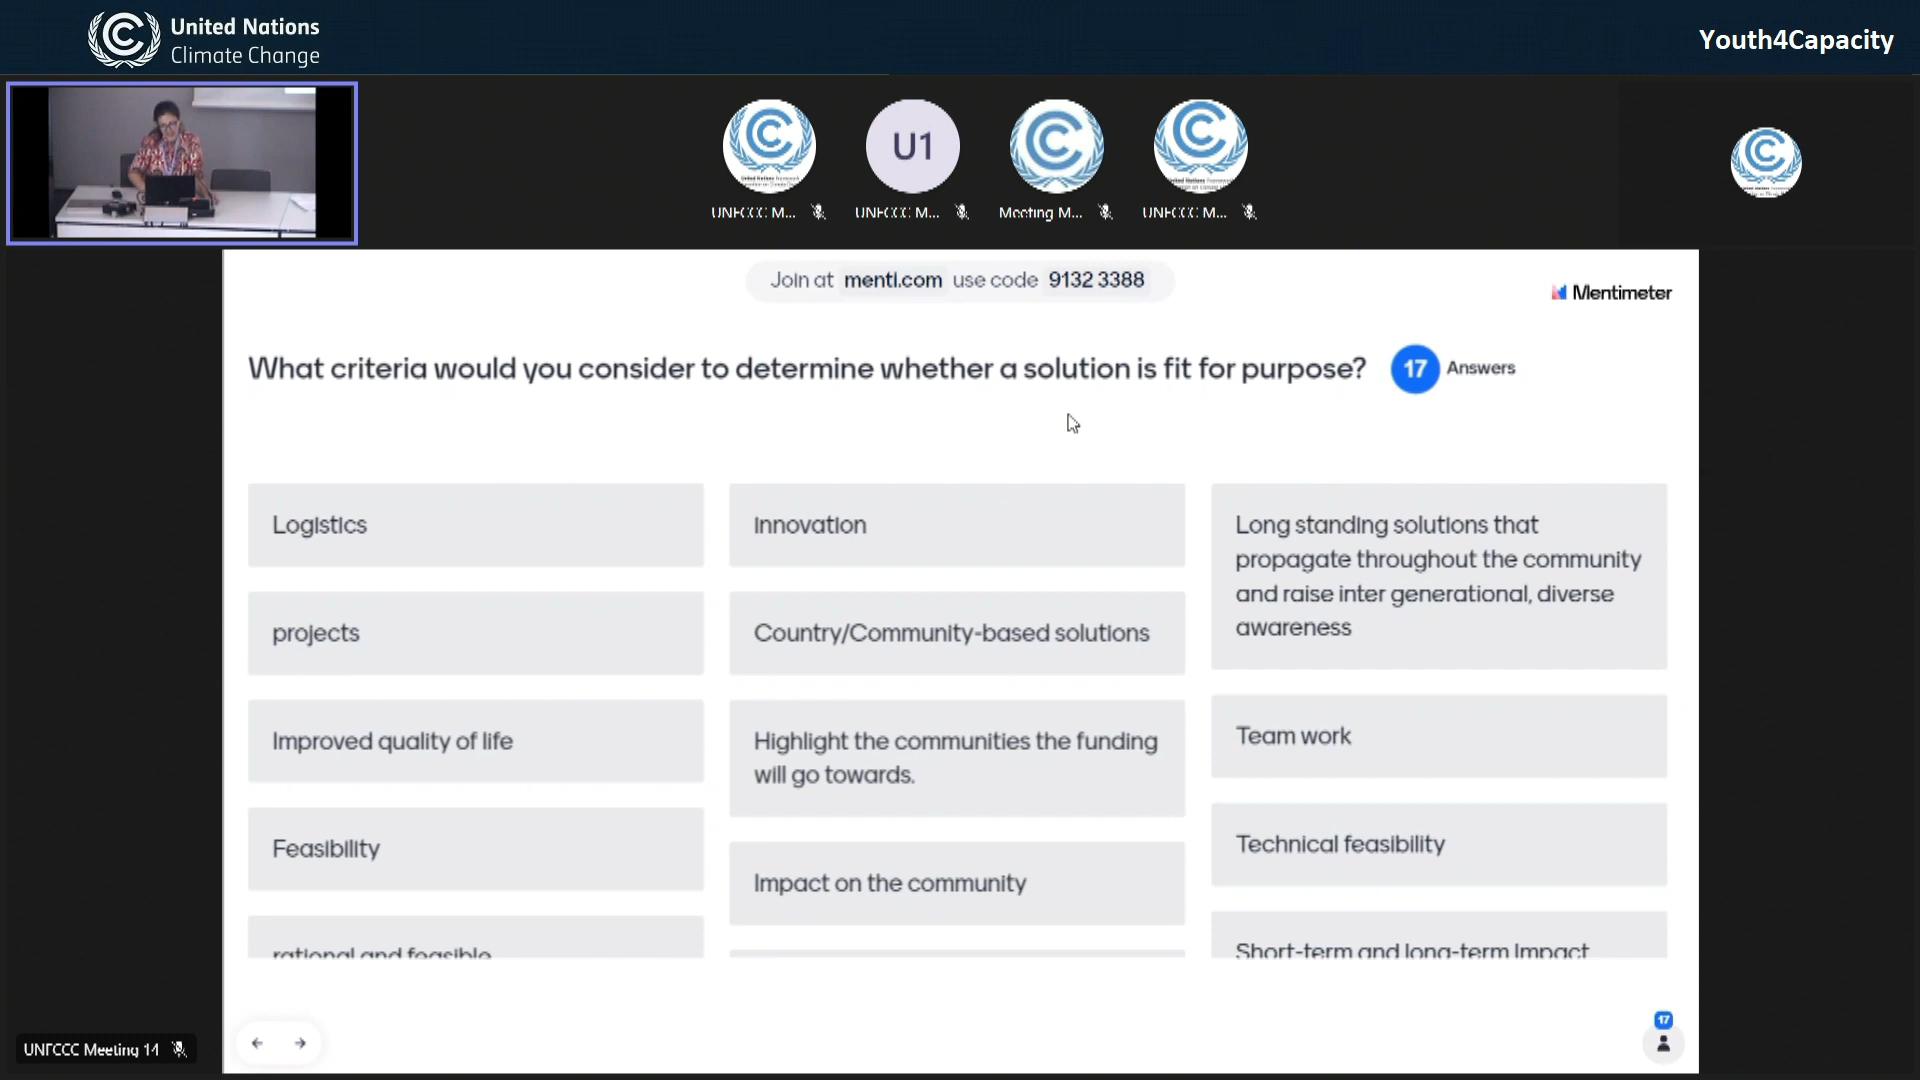 United Nations
Climate Change
Youth4Capacity
U1
UNFCCC M...
UNFCCC M...
Meeting M...
UNFCCC M...
Join at menti.com use code 9132 3388
Mentimeter
What criteria would you consider to determine whether a solution is fit for purpose?
17 Answers
Logistics
projects
Improved quality of life
Feasibility
rational and feasible
Innovation
Country/Community-based solutions
Highlight the communities the funding
will go towards.
Impact on the community
Long standing solutions that
propagate throughout the community
and raise inter generational, diverse
awareness
Team work
Technical feasibility
Short-term and long-term Impact
17
UNFCCC Meeting 14